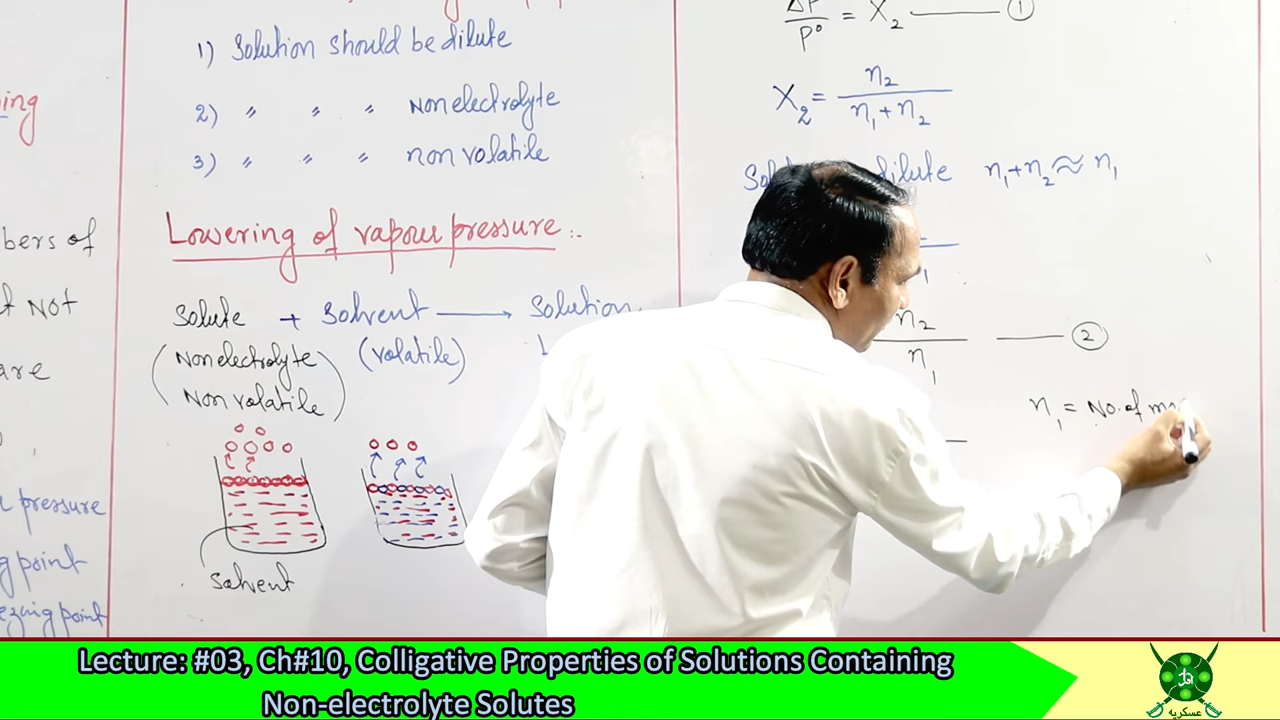 ing
bers of
t NOT
are
pressure
g point
ezing point
1) Solution should be dilute
2) " " " Nonelectrolyte
3) " " " non volatile
Lowering of vapour pressure :-
Solute + Solvent → Solution
(Nonelectrolyte Non volatile) (volatile)
Solvent
ΔP/P° = X₂ —— ①
X₂ = n₂/(n₁+n₂)
dilute n₁+n₂ ≈ n₁
n₂/n₁ —— ②
n₁ = No. of m
Lecture: #03, Ch#10, Colligative Properties of Solutions Containing
Non-electrolyte Solutes
عسکریہ